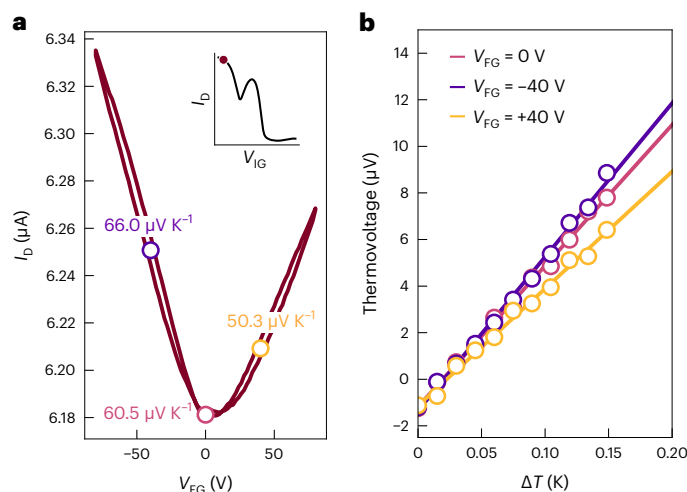 a
6.34
6.33
6.30
6.28
6.26
6.24
6.22
6.20
6.18
I_D (μA)
−50
0
50
V_FG (V)
66.0 μV K⁻¹
50.3 μV K⁻¹
60.5 μV K⁻¹
I_D
V_IG
b
14
12
10
8
6
4
2
0
−2
Thermovoltage (μV)
0
0.05
0.10
0.15
0.20
ΔT (K)
V_FG = 0 V
V_FG = −40 V
V_FG = +40 V